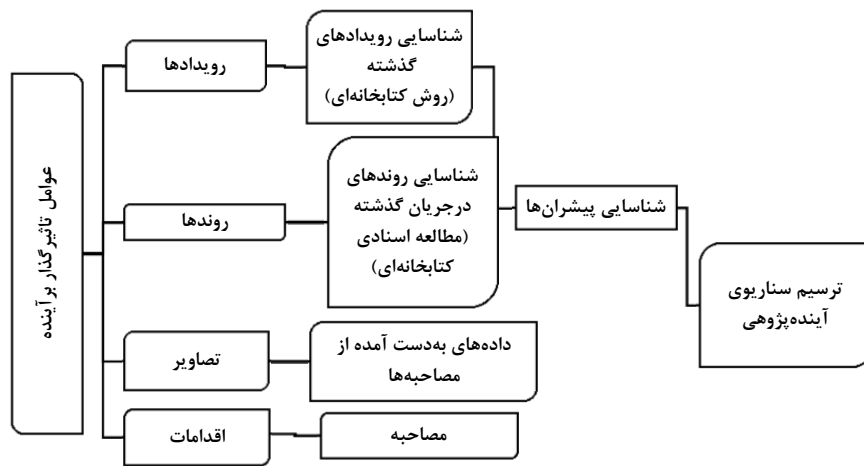 عوامل تاثیرگذار بر آینده
رویدادها
شناسایی رویدادهای
گذشته
(روش کتابخانه‌ای)
روندها
شناسایی روندهای
درجریان گذشته
(مطالعه اسنادی
کتابخانه‌ای)
تصاویر
داده‌های به‌دست آمده از
مصاحبه‌ها
اقدامات
مصاحبه
شناسایی پیشران‌ها
ترسیم سناریوی
آینده‌پژوهی